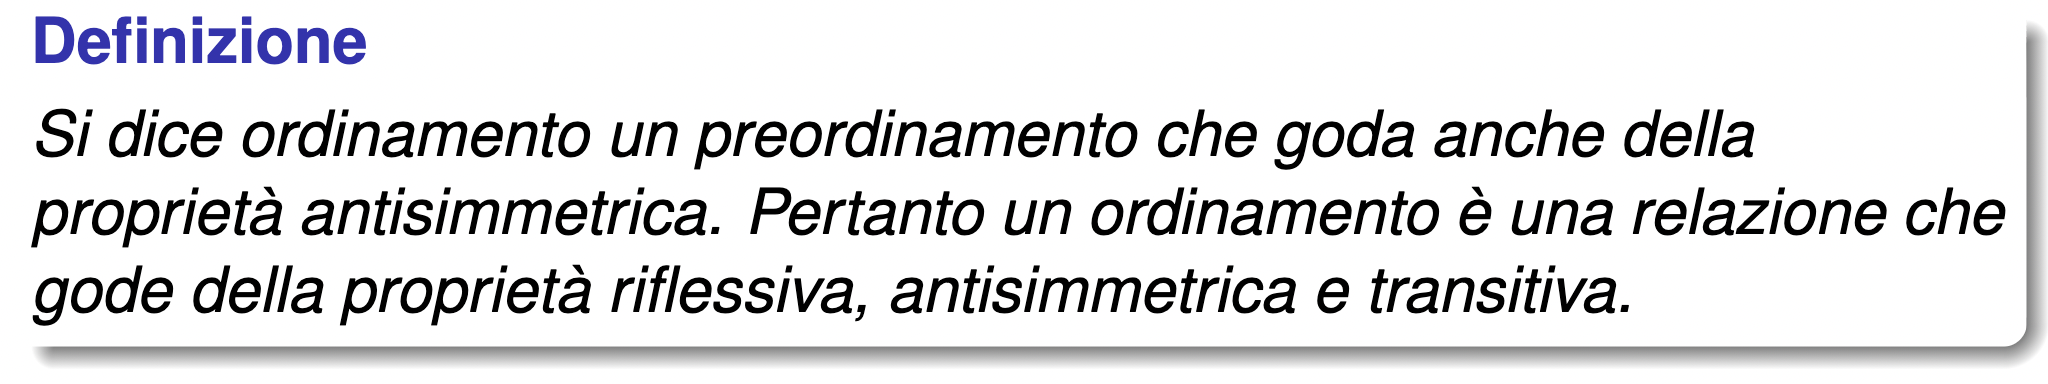 Definizione
Si dice ordinamento un preordinamento che goda anche della
proprietà antisimmetrica. Pertanto un ordinamento è una relazione che
gode della proprietà riflessiva, antisimmetrica e transitiva.